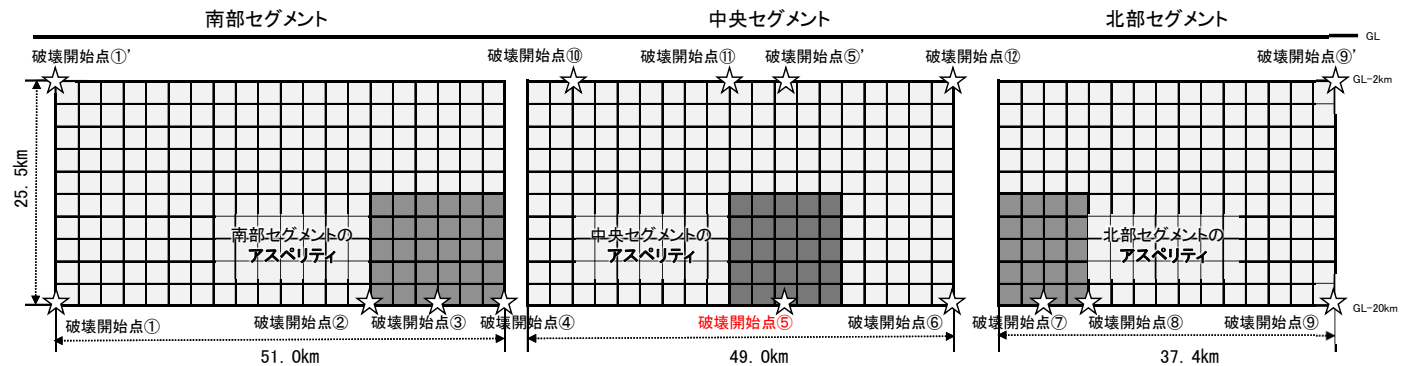 南部セグメント
中央セグメント
北部セグメント
GL
破壊開始点①’
破壊開始点⑩
破壊開始点⑪
破壊開始点⑤’
破壊開始点⑫
破壊開始点⑨’
GL-2km
25.5km
南部セグメントの
アスペリティ
中央セグメントの
アスペリティ
北部セグメントの
アスペリティ
GL-20km
破壊開始点①
破壊開始点②
破壊開始点③
破壊開始点④
破壊開始点⑤
破壊開始点⑥
破壊開始点⑦
破壊開始点⑧
破壊開始点⑨
51.0km
49.0km
37.4km